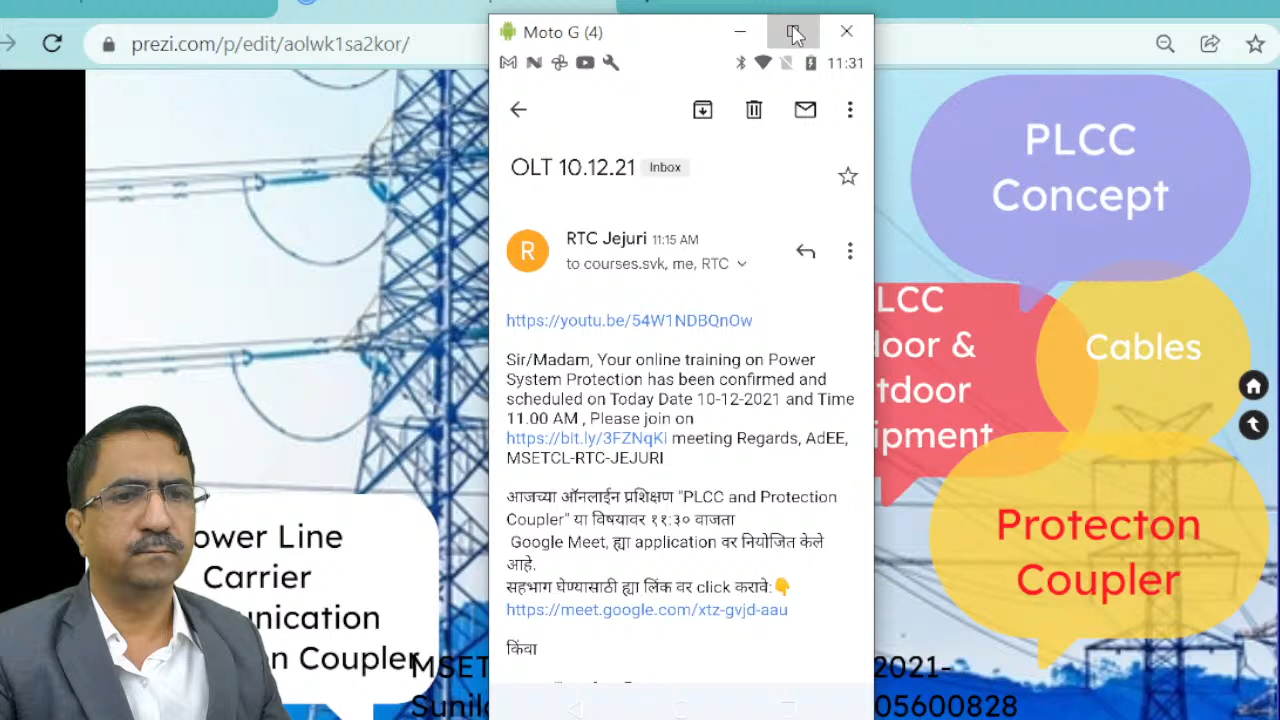 prezi.com/p/edit/aolwk1sa2kor/
Moto G (4)
11:31
OLT 10.12.21 Inbox
R
RTC Jejuri 11:15 AM
to courses.svk, me, RTC
https://youtu.be/54W1NDBQnOw
Sir/Madam, Your online training on Power
System Protection has been confirmed and
scheduled on Today Date 10-12-2021 and Time
11.00 AM , Please join on
https://bit.ly/3FZNqKi meeting Regards, AdEE,
MSETCL-RTC-JEJURI
आजच्या ऑनलाईन प्रशिक्षण "PLCC and Protection
Coupler" या विषयावर ११:३० वाजता
Google Meet, ह्या application वर नियोजित केले
आहे.
सहभाग घेण्यासाठी ह्या लिंक वर click करावे:👇
https://meet.google.com/xtz-gvjd-aau
किंवा
PLCC
Concept
LCC
oor &
tdoor
ipment
Cables
Protecton
Coupler
ower Line
Carrier
unication
n Coupler
MSET
2021-
Sunil
05600828